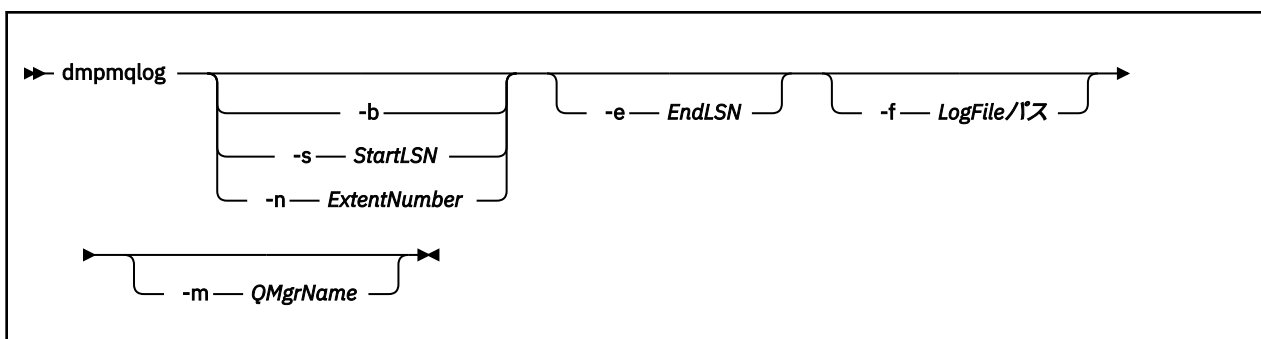 dmpmqlog
-b
-s StartLSN
-n ExtentNumber
-e EndLSN
-f LogFileパス
-m QMgrName